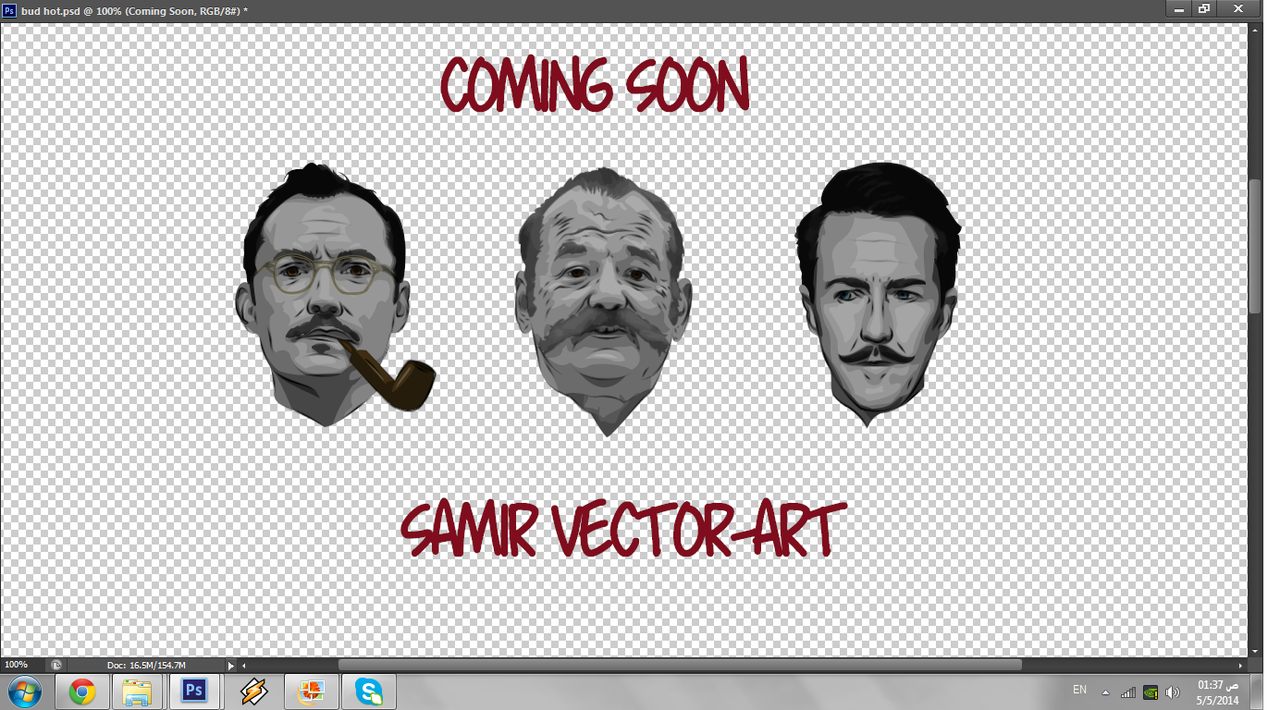 Ps bud hot.psd @ 100% (Coming Soon, RGB/8#) *
COMING SOON
SAMIR VECTOR-ART
100%
Doc: 16.5M/154.7M
Ps
EN
01:37 ص
5/5/2014